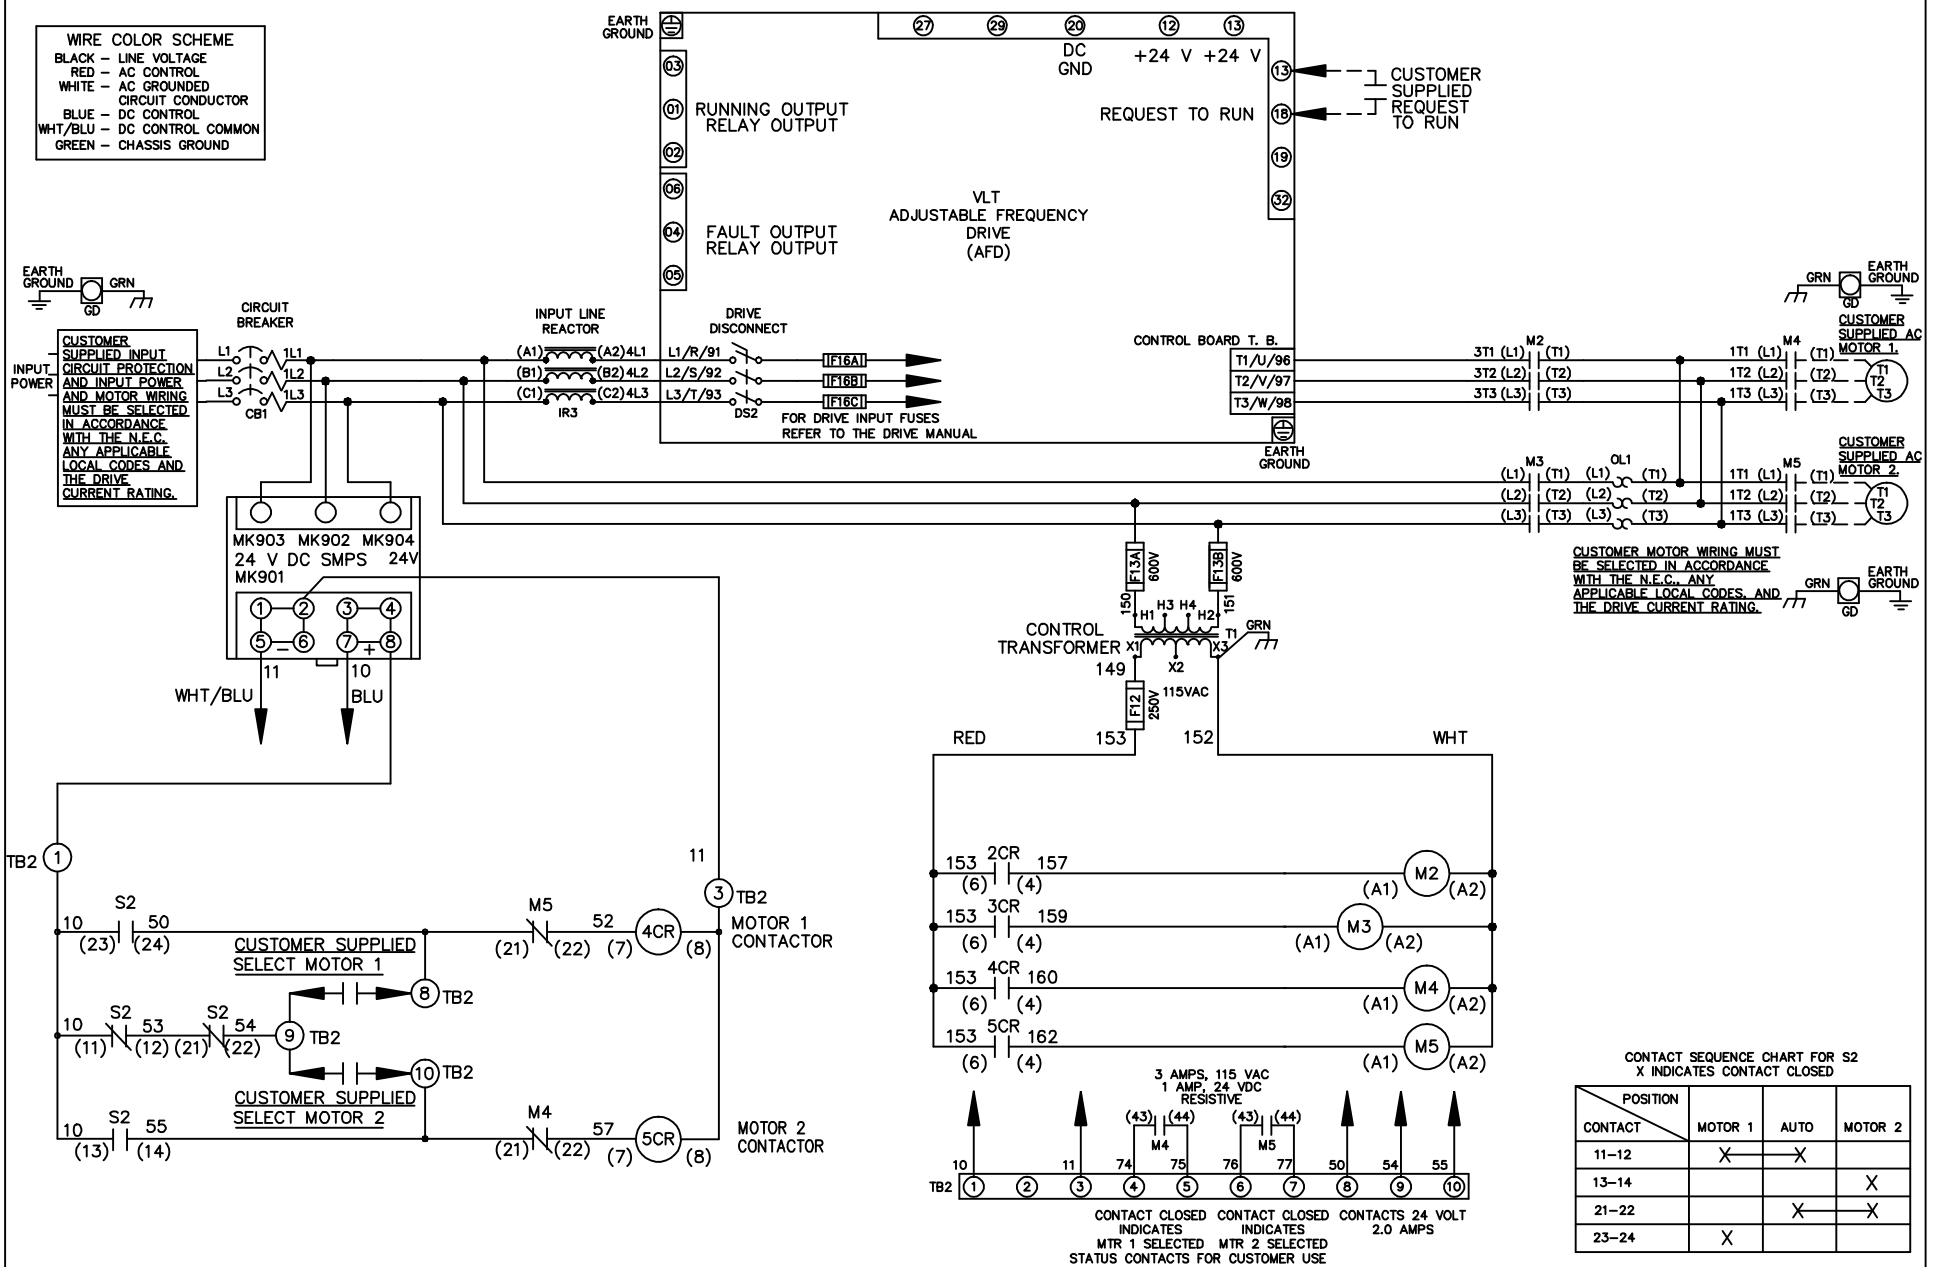 WIRE COLOR SCHEME
BLACK – LINE VOLTAGE
RED – AC CONTROL
WHITE – AC GROUNDED
CIRCUIT CONDUCTOR
BLUE – DC CONTROL
WHT/BLU – DC CONTROL COMMON
GREEN – CHASSIS GROUND
EARTH
GROUND
27 29 20 12 13
DC
GND
+24 V +24 V
03
01
02
RUNNING OUTPUT
RELAY OUTPUT
06
04
05
FAULT OUTPUT
RELAY OUTPUT
13
REQUEST TO RUN 18
19
32
CUSTOMER
SUPPLIED
REQUEST
TO RUN
VLT
ADJUSTABLE FREQUENCY
DRIVE
(AFD)
EARTH
GROUND
GRN
GD
INPUT
POWER
CUSTOMER
SUPPLIED INPUT
CIRCUIT PROTECTION
AND INPUT POWER
AND MOTOR WIRING
MUST BE SELECTED
IN ACCORDANCE
WITH THE N.E.C.
ANY APPLICABLE
LOCAL CODES AND
THE DRIVE
CURRENT RATING.
CIRCUIT
BREAKER
L1 1L1
L2 1L2
L3 1L3
CB1
INPUT LINE
REACTOR
(A1) (A2) 4L1
(B1) (B2) 4L2
(C1) (C2) 4L3
IR3
DRIVE
DISCONNECT
L1/R/91
L2/S/92
L3/T/93
DS2
F16A
F16B
F16C
FOR DRIVE INPUT FUSES
REFER TO THE DRIVE MANUAL
CONTROL BOARD T. B.
T1/U/96
T2/V/97
T3/W/98
EARTH
GROUND
M2
3T1 (L1) (T1)
3T2 (L2) (T2)
3T3 (L3) (T3)
M4
1T1 (L1) (T1)
1T2 (L2) (T2)
1T3 (L3) (T3)
GRN
GD
EARTH
GROUND
CUSTOMER
SUPPLIED AC
MOTOR 1.
T1
T2
T3
M3
(L1) (T1)
(L2) (T2)
(L3) (T3)
OL1
(L1) (T1)
(L2) (T2)
(L3) (T3)
M5
1T1 (L1) (T1)
1T2 (L2) (T2)
1T3 (L3) (T3)
CUSTOMER
SUPPLIED AC
MOTOR 2.
T1
T2
T3
CUSTOMER MOTOR WIRING MUST
BE SELECTED IN ACCORDANCE
WITH THE N.E.C., ANY
APPLICABLE LOCAL CODES, AND
THE DRIVE CURRENT RATING.
GRN
GD
EARTH
GROUND
MK903 MK902 MK904
24 V DC SMPS 24V
MK901
1 2 3 4
5 – 6 7 + 8
11 10
WHT/BLU BLU
F13A
600V
F13B
600V
150
151
H1 H3 H4 H2
CONTROL
TRANSFORMER
T1
GRN
X1 X2 X3
149
115VAC
F12
250V
153 152
RED WHT
TB2 1
11
3 TB2
S2
10 50
(23) (24)
M5
(21) (22)
52
(7) 4CR (8)
MOTOR 1
CONTACTOR
CUSTOMER SUPPLIED
SELECT MOTOR 1
8 TB2
S2 S2
10 53 54
(11) (12) (21) (22)
9 TB2
10 TB2
CUSTOMER SUPPLIED
SELECT MOTOR 2
S2
10 55
(13) (14)
M4
(21) (22)
57
(7) 5CR (8)
MOTOR 2
CONTACTOR
153 2CR 157
(6) (4)
(A1) M2 (A2)
153 3CR 159
(6) (4)
(A1) M3 (A2)
153 4CR 160
(6) (4)
(A1) M4 (A2)
153 5CR 162
(6) (4)
(A1) M5 (A2)
3 AMPS, 115 VAC
1 AMP, 24 VDC
RESISTIVE
(43) (44) (43) (44)
M4 M5
10 11 74 75 76 77 50 54 55
TB2 1 2 3 4 5 6 7 8 9 10
CONTACT CLOSED
INDICATES
MTR 1 SELECTED
CONTACT CLOSED
INDICATES
MTR 2 SELECTED
CONTACTS 24 VOLT
2.0 AMPS
STATUS CONTACTS FOR CUSTOMER USE
CONTACT SEQUENCE CHART FOR S2
X INDICATES CONTACT CLOSED
POSITION
CONTACT MOTOR 1 AUTO MOTOR 2
11–12 X X
13–14 X
21–22 X X
23–24 X